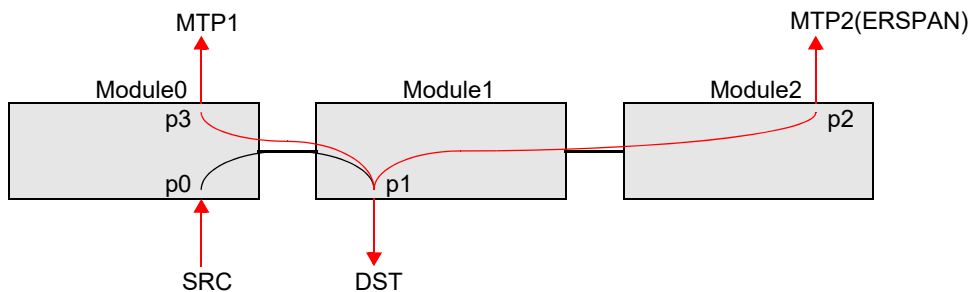 MTP1
MTP2(ERSPAN)
Module0
Module1
Module2
p3
p2
p0
p1
SRC
DST